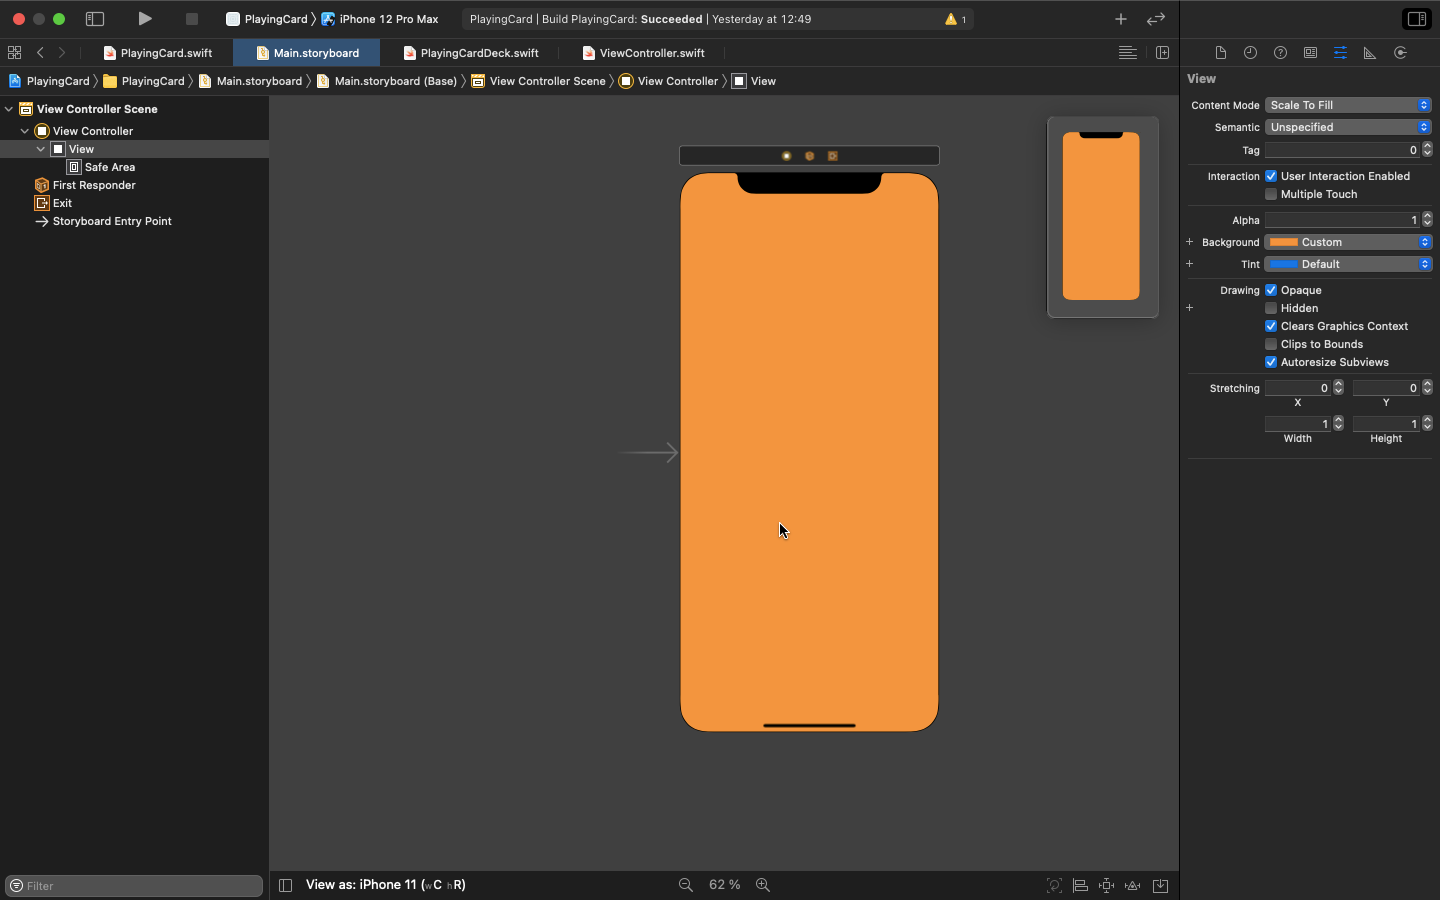 PlayingCard
iPhone 12 Pro Max
PlayingCard | Build PlayingCard: Succeeded | Yesterday at 12:49
1
PlayingCard.swift
Main.storyboard
PlayingCardDeck.swift
ViewController.swift
PlayingCard
PlayingCard
Main.storyboard
Main.storyboard (Base)
View Controller Scene
View Controller
View
View Controller Scene
View Controller
View
Safe Area
First Responder
Exit
Storyboard Entry Point
Filter
View as: iPhone 11 (wC hR)
62 %
View
Content Mode Scale To Fill
Semantic Unspecified
Tag 0
Interaction User Interaction Enabled
Multiple Touch
Alpha 1
+ Background Custom
+ Tint Default
Drawing Opaque
+ Hidden
Clears Graphics Context
Clips to Bounds
Autoresize Subviews
Stretching 0 0
X Y
1 1
Width Height